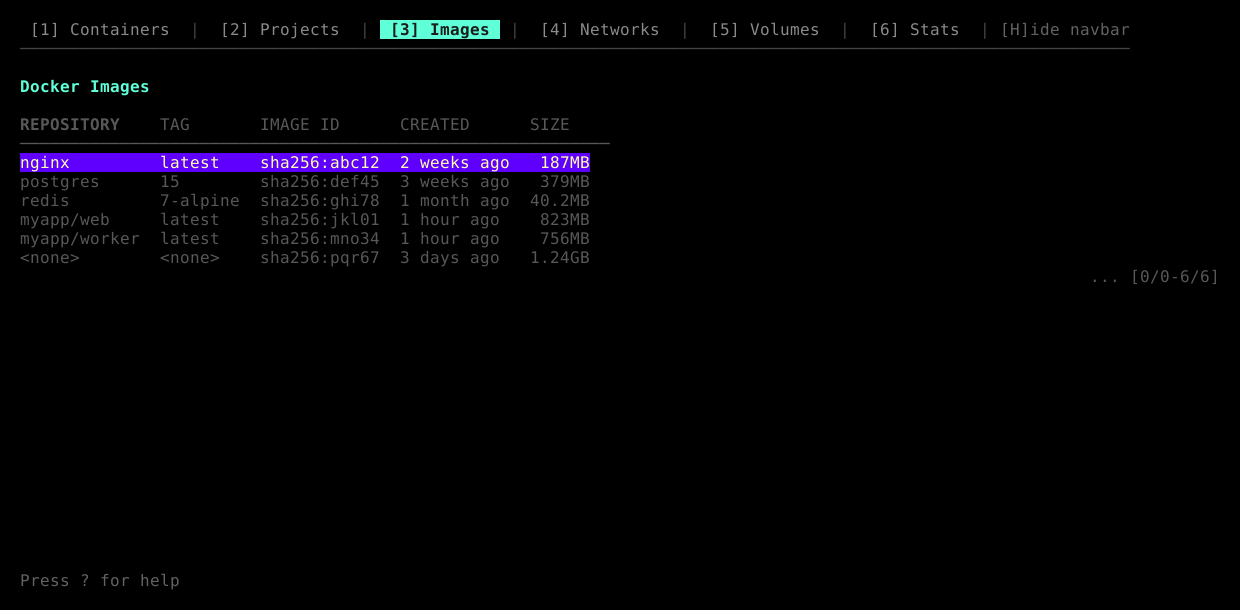 [1] Containers | [2] Projects | [3] Images | [4] Networks | [5] Volumes | [6] Stats | [H]ide navbar
Docker Images
REPOSITORY TAG IMAGE ID CREATED SIZE
nginx latest sha256:abc12 2 weeks ago 187MB
postgres 15 sha256:def45 3 weeks ago 379MB
redis 7-alpine sha256:ghi78 1 month ago 40.2MB
myapp/web latest sha256:jkl01 1 hour ago 823MB
myapp/worker latest sha256:mno34 1 hour ago 756MB
<none> <none> sha256:pqr67 3 days ago 1.24GB
... [0/0-6/6]
Press ? for help